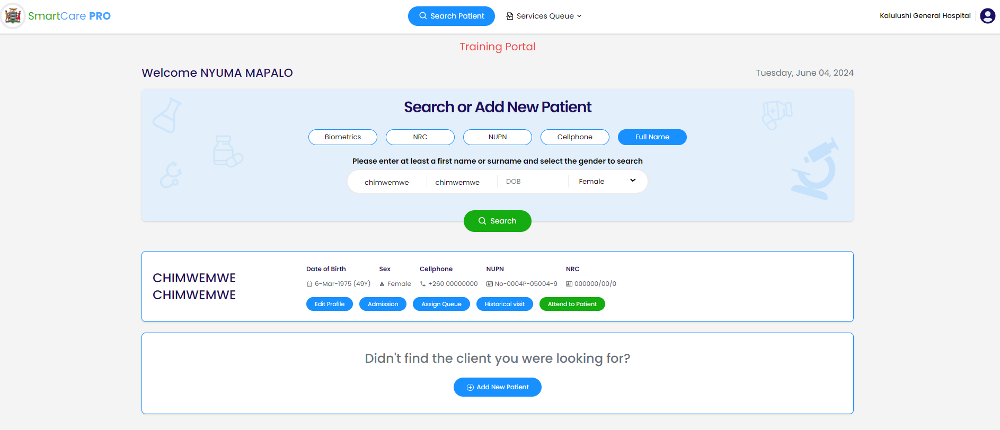 SmartCare PRO
Search Patient
Services Queue
Kalulushi General Hospital
Training Portal
Welcome NYUMA MAPALO
Tuesday, June 04, 2024
Search or Add New Patient
Biometrics NRC NUPN Cellphone Full Name
Please enter at least a first name or surname and select the gender to search
chimwemwe chimwemwe DOB Female
Search
CHIMWEMWE
CHIMWEMWE
Date of Birth Sex Cellphone NUPN NRC
6-Mar-1975 (49Y) Female +260 00000000 No-0004P-05004-9 000000/00/0
Edit Profile Admission Assign Queue Historical visit Attend to Patient
Didn't find the client you were looking for?
Add New Patient